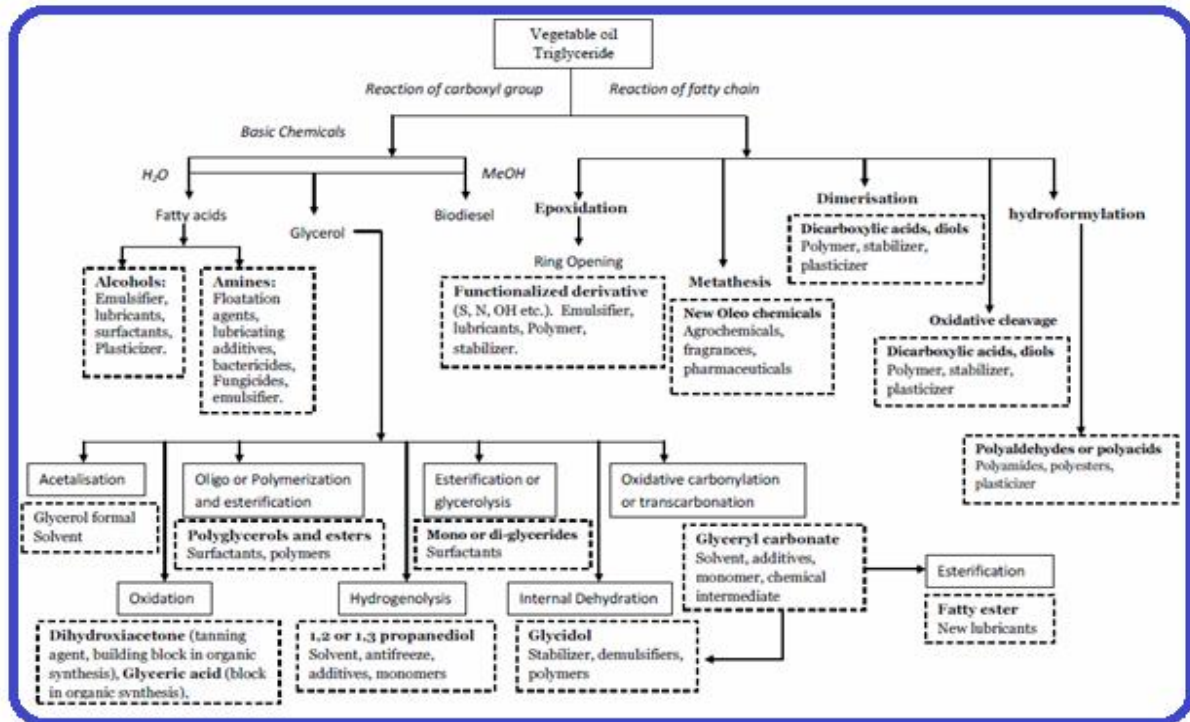 Vegetable oil
Triglyceride
Reaction of carboxyl group
Reaction of fatty chain
Basic Chemicals
H₂O
MeOH
Fatty acids
Glycerol
Biodiesel
Epoxidation
Ring Opening
Metathesis
Dimerisation
hydroformylation
Dicarboxylic acids, diols
Polymer, stabilizer,
plasticizer
Alcohols:
Emulsifier,
lubricants,
surfactants,
Plasticizer.
Amines:
Floatation
agents,
lubricating
additives,
bactericides,
Fungicides,
emulsifier.
Functionalized derivative
(S, N, OH etc.). Emulsifier,
lubricants, Polymer,
stabilizer.
New Oleo chemicals
Agrochemicals,
fragrances,
pharmaceuticals
Oxidative cleavage
Dicarboxylic acids, diols
Polymer, stabilizer,
plasticizer
Polyaldehydes or polyacids
Polyamides, polyesters,
plasticizer
Acetalisation
Glycerol formal
Solvent
Oligo or Polymerization
and esterification
Polyglycerols and esters
Surfactants, polymers
Esterification or
glycerolysis
Mono or di-glycerides
Surfactants
Oxidative carbonylation
or transcarbonation
Glyceryl carbonate
Solvent, additives,
monomer, chemical
intermediate
Esterification
Fatty ester
New lubricants
Oxidation
Dihydroxiacetone (tanning
agent, building block in organic
synthesis), Glyceric acid (block
in organic synthesis).
Hydrogenolysis
1,2 or 1,3 propanediol
Solvent, antifreeze,
additives, monomers
Internal Dehydration
Glycidol
Stabilizer, demulsifiers,
polymers